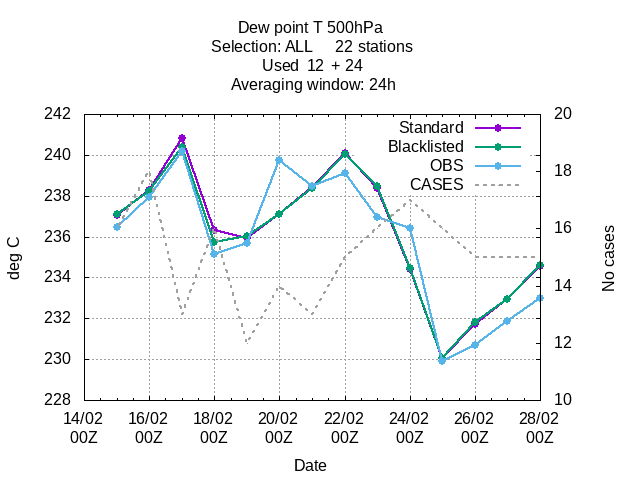 Dew point T 500hPa
Selection: ALL 22 stations
Used 12 + 24
Averaging window: 24h
Standard
Blacklisted
OBS
CASES
242
240
238
236
234
232
230
228
20
18
16
14
12
10
deg C
No cases
14/02 16/02 18/02 20/02 22/02 24/02 26/02 28/02
00Z 00Z 00Z 00Z 00Z 00Z 00Z 00Z
Date